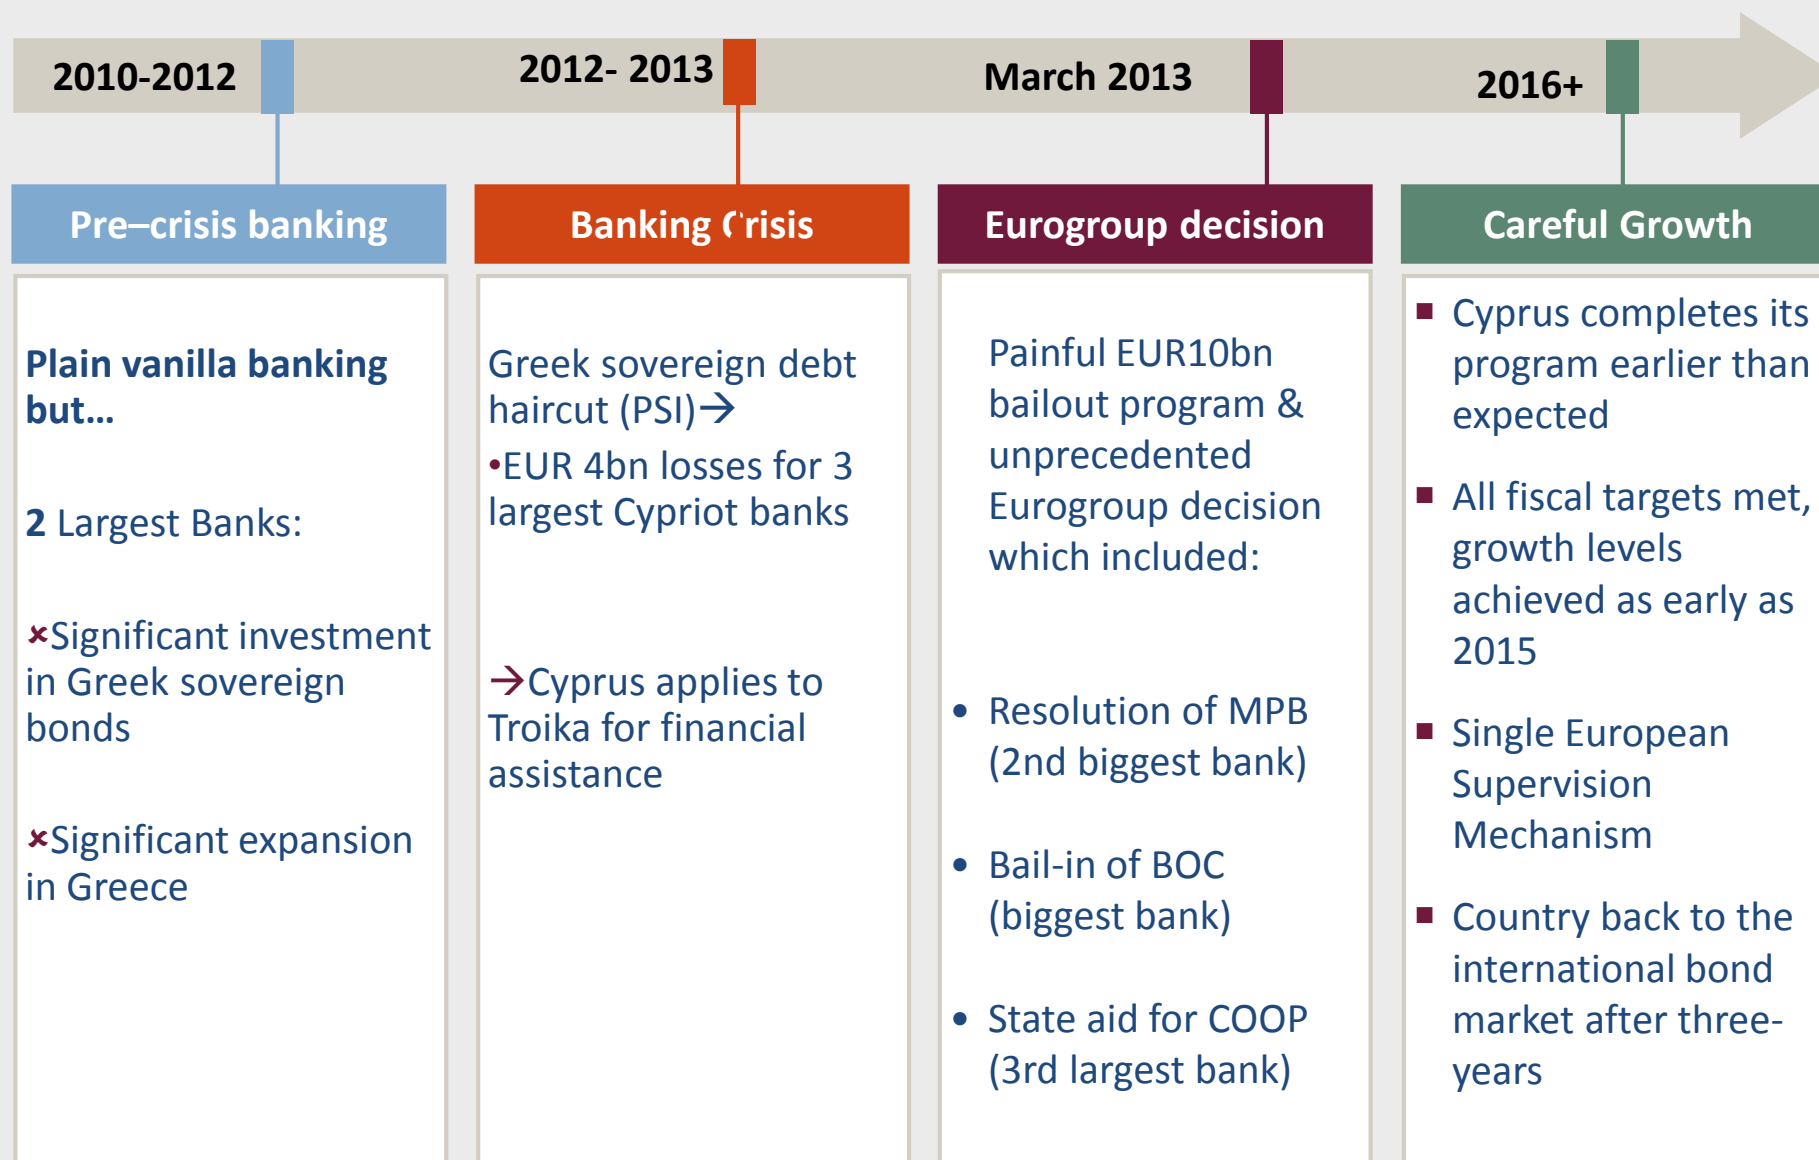 2010-2012
2012- 2013
March 2013
2016+
Pre–crisis banking
Plain vanilla banking
but...
2 Largest Banks:
×Significant investment
in Greek sovereign
bonds
×Significant expansion
in Greece
Banking Crisis
Greek sovereign debt
haircut (PSI)→
•EUR 4bn losses for 3
largest Cypriot banks
→Cyprus applies to
Troika for financial
assistance
Eurogroup decision
Painful EUR10bn
bailout program &
unprecedented
Eurogroup decision
which included:
• Resolution of MPB
(2nd biggest bank)
• Bail-in of BOC
(biggest bank)
• State aid for COOP
(3rd largest bank)
Careful Growth
▪ Cyprus completes its
program earlier than
expected
▪ All fiscal targets met,
growth levels
achieved as early as
2015
▪ Single European
Supervision
Mechanism
▪ Country back to the
international bond
market after three-
years